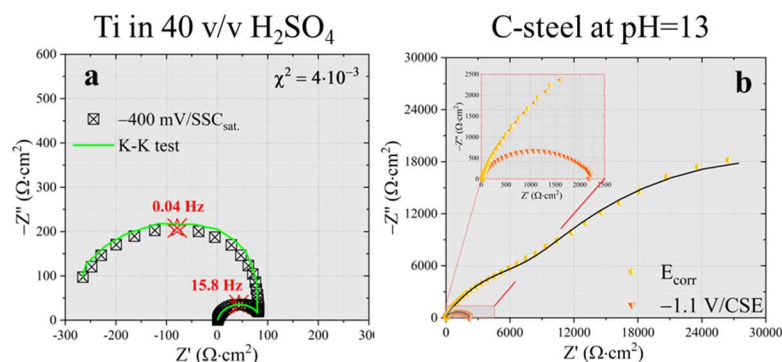 Ti in 40 v/v H₂SO₄
C-steel at pH=13
a
χ² = 4·10⁻³
–400 mV/SSCsat.
K-K test
0.04 Hz
15.8 Hz
–Z'' (Ω·cm²)
600
500
400
300
200
100
0
-300 -200 -100 0 100 200 300
Z' (Ω·cm²)
b
–Z'' (Ω·cm²)
30000
24000
18000
12000
6000
0
0 6000 12000 18000 24000 30000
Z' (Ω·cm²)
–Z'' (Ω·cm²)
2500
2000
1500
1000
500
0
0 500 1000 1500 2000 2500
Z' (Ω·cm²)
Ecorr
–1.1 V/CSE